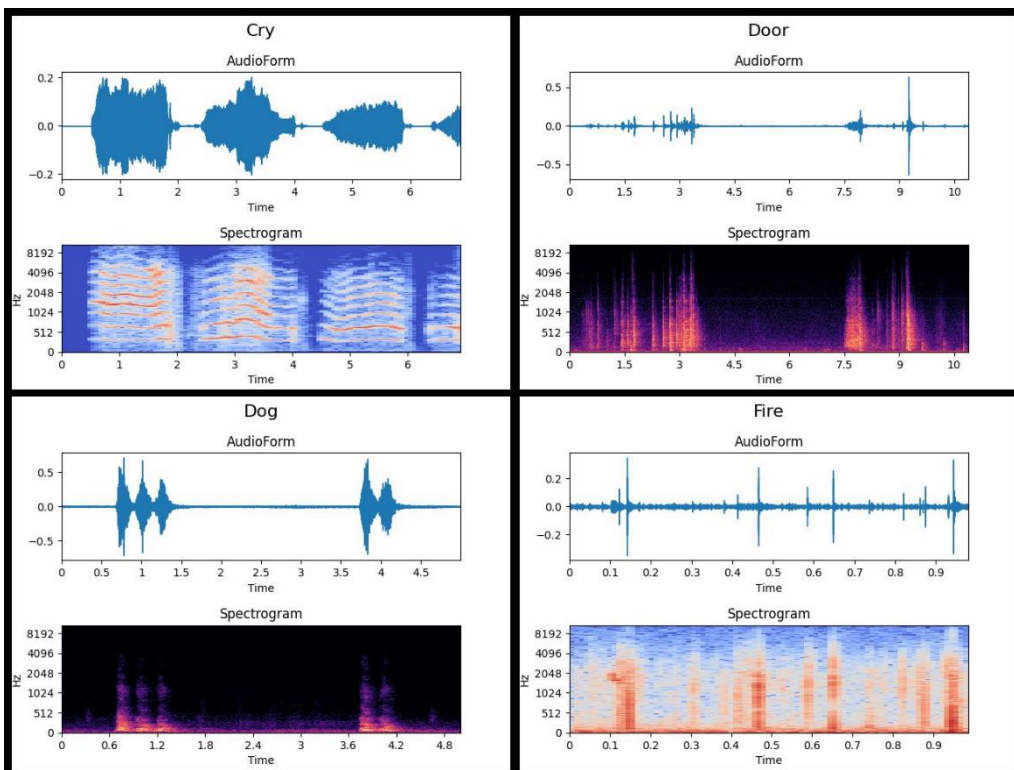 Cry
AudioForm
0.2
0.0
−0.2
0 1 2 3 4 5 6
Time
Spectrogram
8192
4096
2048
1024
512
0
Hz
0 1 2 3 4 5 6
Time
Door
AudioForm
0.5
0.0
−0.5
0 1.5 3 4.5 6 7.5 9 10
Time
Spectrogram
8192
4096
2048
1024
512
0
Hz
0 1.5 3 4.5 6 7.5 9 10
Time
Dog
AudioForm
0.5
0.0
−0.5
0 0.5 1 1.5 2 2.5 3 3.5 4 4.5
Time
Spectrogram
8192
4096
2048
1024
512
0
Hz
0 0.6 1.2 1.8 2.4 3 3.6 4.2 4.8
Time
Fire
AudioForm
0.2
0.0
−0.2
0 0.1 0.2 0.3 0.4 0.5 0.6 0.7 0.8 0.9
Time
Spectrogram
8192
4096
2048
1024
512
0
Hz
0 0.1 0.2 0.3 0.4 0.5 0.6 0.7 0.8 0.9
Time